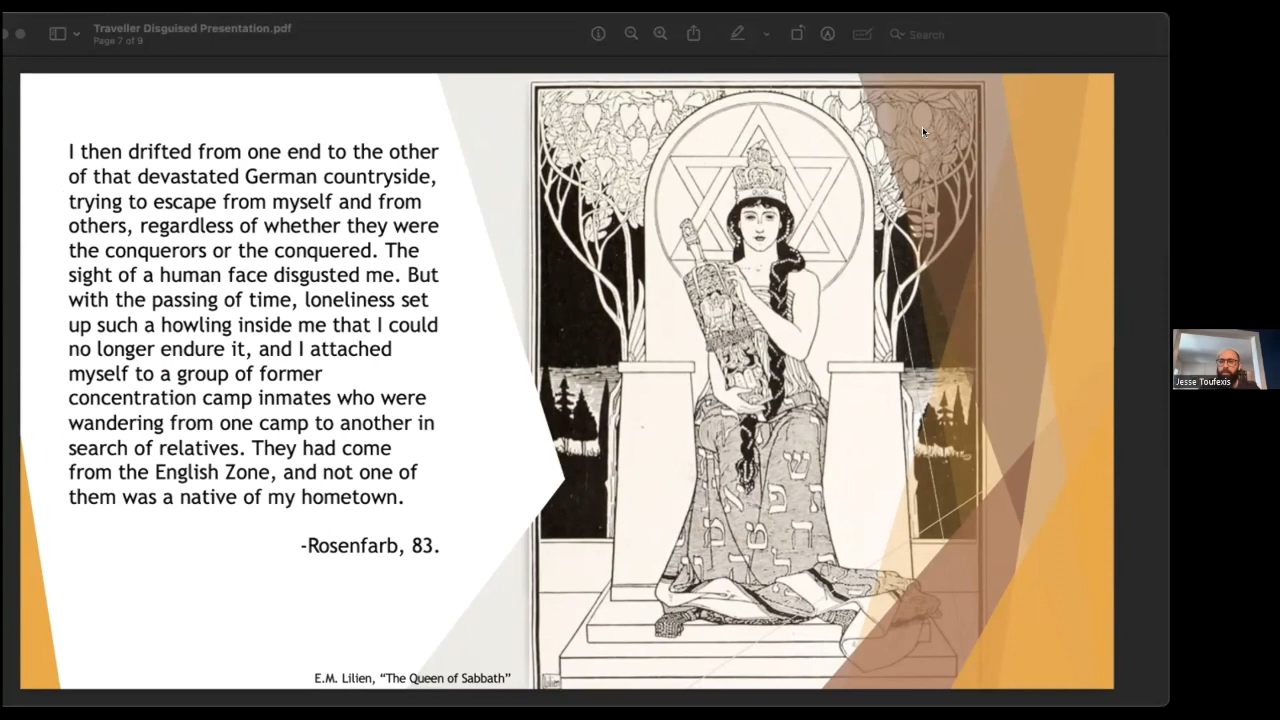 Traveller Disguised Presentation.pdf
Page 7 of 9
Search
I then drifted from one end to the other
of that devastated German countryside,
trying to escape from myself and from
others, regardless of whether they were
the conquerors or the conquered. The
sight of a human face disgusted me. But
with the passing of time, loneliness set
up such a howling inside me that I could
no longer endure it, and I attached
myself to a group of former
concentration camp inmates who were
wandering from one camp to another in
search of relatives. They had come
from the English Zone, and not one of
them was a native of my hometown.
-Rosenfarb, 83.
E.M. Lilien, “The Queen of Sabbath”
Jesse Toufexis